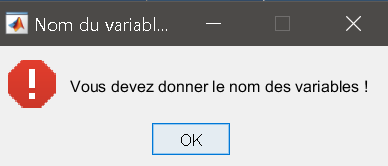 Nom du variabl...
Vous devez donner le nom des variables !
OK